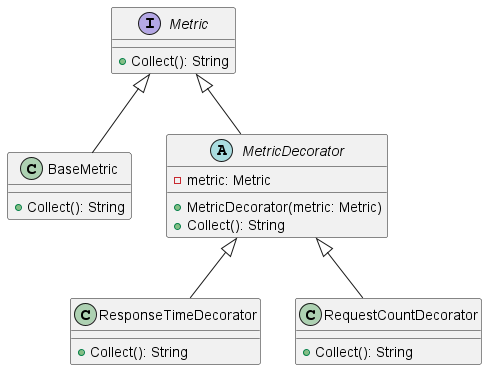 I Metric
Collect(): String
C BaseMetric
Collect(): String
A MetricDecorator
metric: Metric
MetricDecorator(metric: Metric)
Collect(): String
C ResponseTimeDecorator
Collect(): String
C RequestCountDecorator
Collect(): String